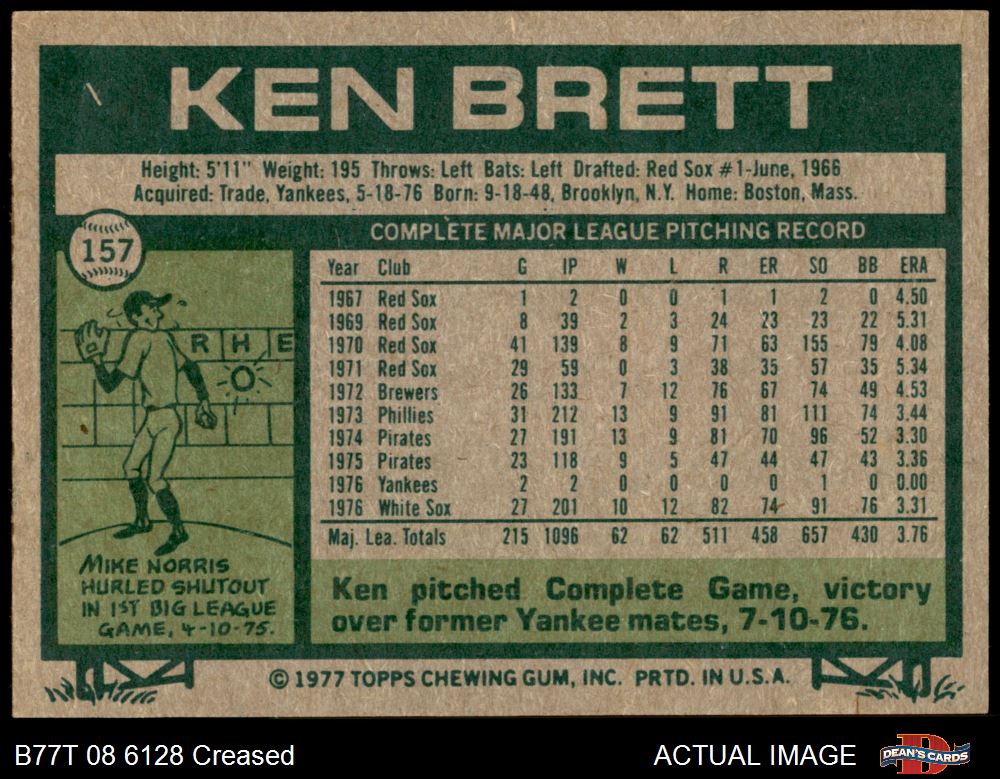 KEN BRETT
Height: 5'11" Weight: 195 Throws: Left Bats: Left Drafted: Red Sox #1-June, 1966
Acquired: Trade, Yankees, 5-18-76 Born: 9-18-48, Brooklyn, N.Y. Home: Boston, Mass.
157
COMPLETE MAJOR LEAGUE PITCHING RECORD
Year Club G IP W L R ER SO BB ERA
1967 Red Sox 1 2 0 0 1 1 2 0 4.50
1969 Red Sox 8 39 2 3 24 23 23 22 5.31
1970 Red Sox 41 139 8 9 71 63 155 79 4.08
1971 Red Sox 29 59 0 3 38 35 57 35 5.34
1972 Brewers 26 133 7 12 76 67 74 49 4.53
1973 Phillies 31 212 13 9 91 81 111 74 3.44
1974 Pirates 27 191 13 9 81 70 96 52 3.30
1975 Pirates 23 118 9 5 47 44 47 43 3.36
1976 Yankees 2 2 0 0 0 0 1 0 0.00
1976 White Sox 27 201 10 12 82 74 91 76 3.31
Maj. Lea. Totals 215 1096 62 62 511 458 657 430 3.76
R H E
O
MIKE NORRIS
HURLED SHUTOUT
IN 1ST BIG LEAGUE
GAME, 4-10-75.
Ken pitched Complete Game, victory
over former Yankee mates, 7-10-76.
© 1977 TOPPS CHEWING GUM, INC. PRTD. IN U.S.A.
B77T 08 6128 Creased
ACTUAL IMAGE
DEAN'S CARDS